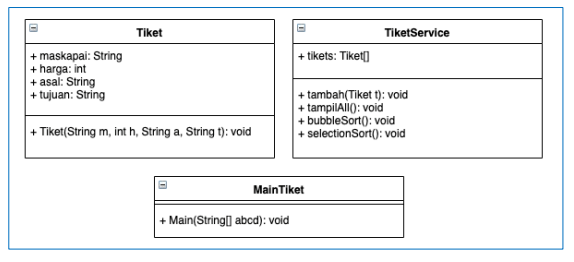 Tiket
+ maskapai: String
+ harga: int
+ asal: String
+ tujuan: String
+ Tiket(String m, int h, String a, String t): void
TiketService
+ tikets: Tiket[]
+ tambah(Tiket t): void
+ tampilAll(): void
+ bubbleSort(): void
+ selectionSort(): void
MainTiket
+ Main(String[] abcd): void